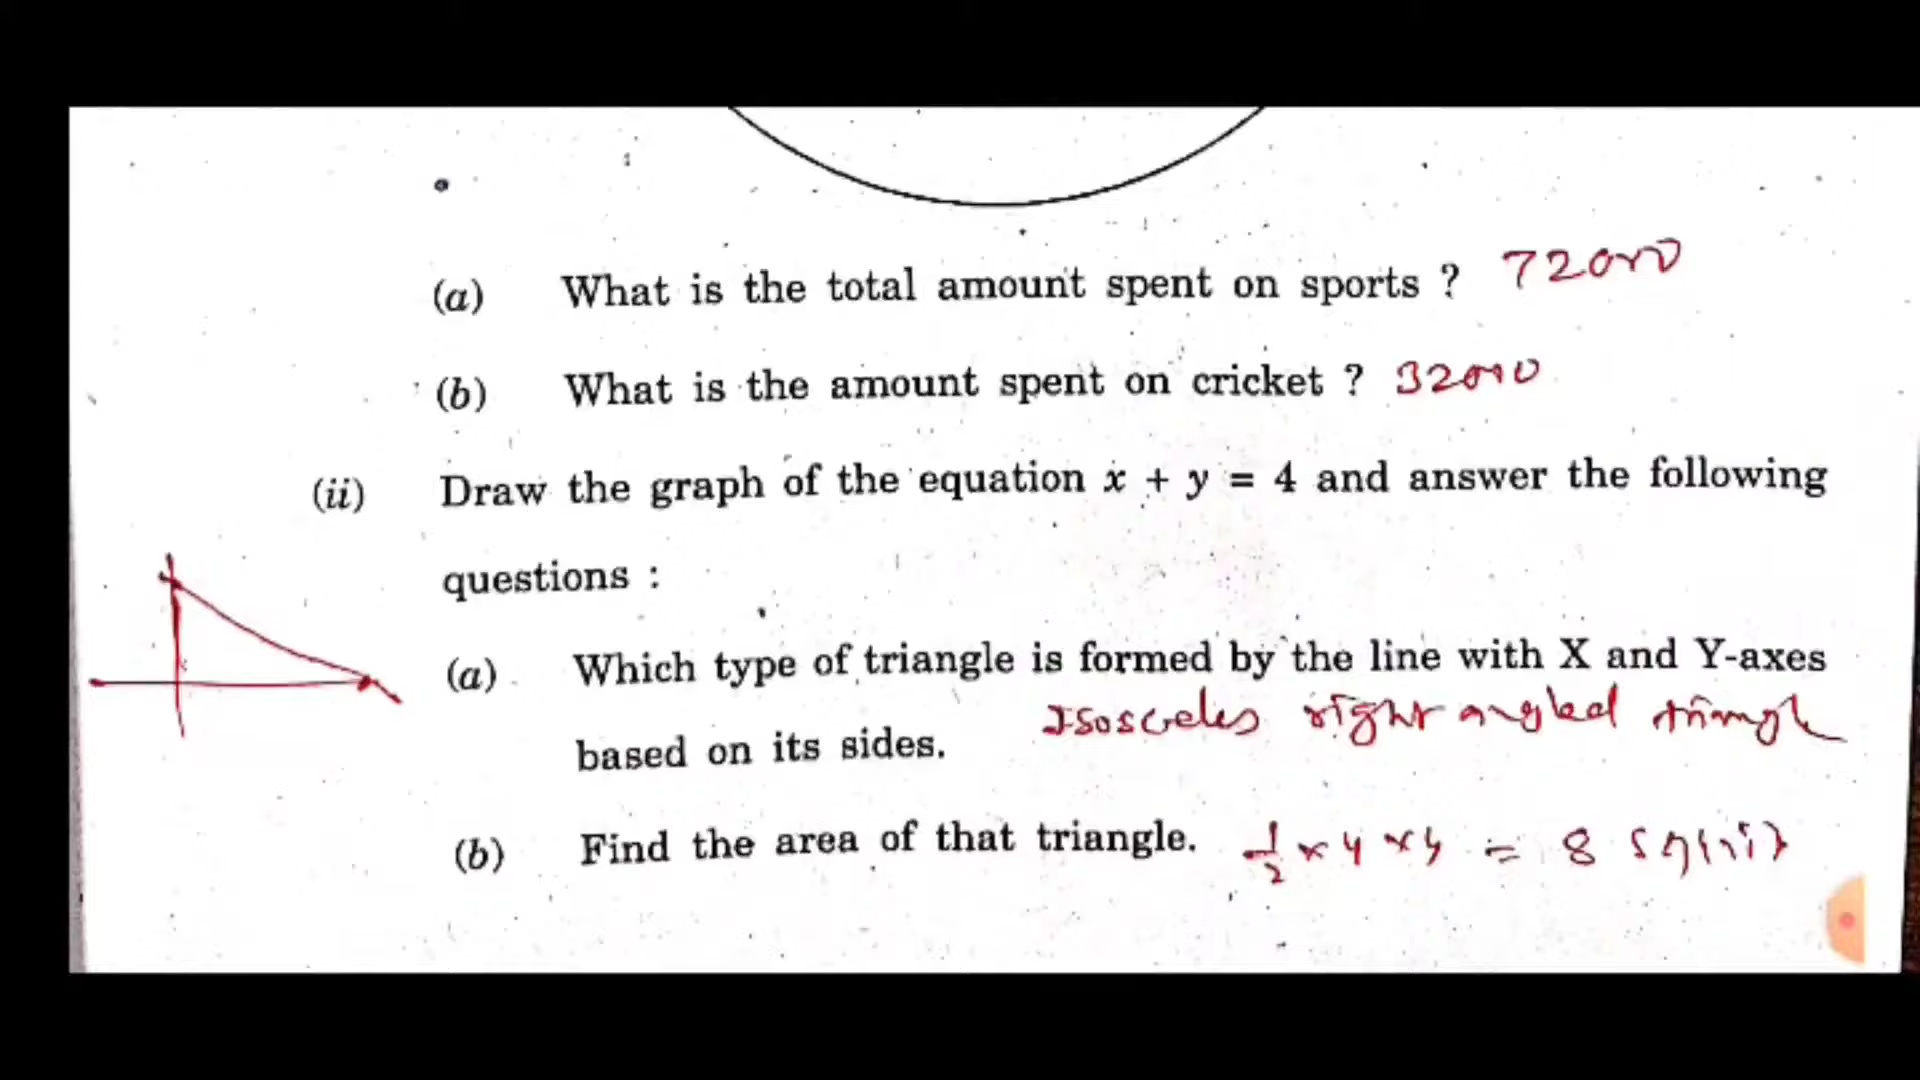 (a) What is the total amount spent on sports ? 72000
(b) What is the amount spent on cricket ? 32000
(ii) Draw the graph of the equation x + y = 4 and answer the following
questions :
(a) Which type of triangle is formed by the line with X and Y-axes
Isosceles right angled triangle
based on its sides.
(b) Find the area of that triangle. 1/2 × 4 × 4 = 8